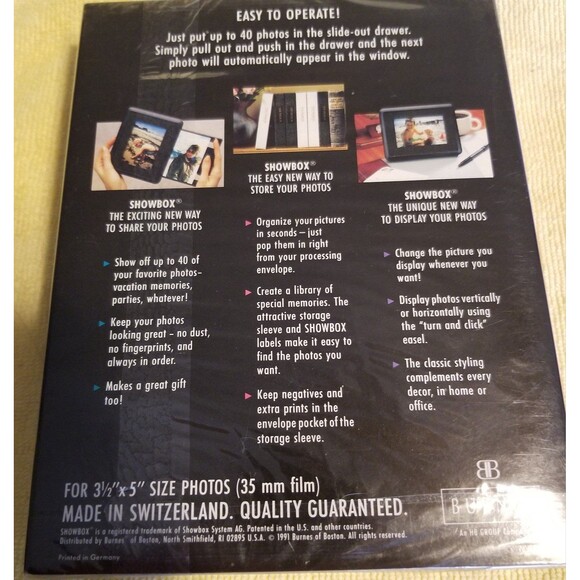 EASY TO OPERATE!
Just put up to 40 photos in the slide-out drawer.
Simply pull out and push in the drawer and the next
photo will automatically appear in the window.
SHOWBOX®
THE EXCITING NEW WAY
TO SHARE YOUR PHOTOS
Show off up to 40 of
your favorite photos–
vacation memories,
parties, whatever!
Keep your photos
looking great – no dust,
no fingerprints, and
always in order.
Makes a great gift
too!
SHOWBOX®
THE EASY NEW WAY TO
STORE YOUR PHOTOS
Organize your pictures
in seconds – just
pop them in right
from your processing
envelope.
Create a library of
special memories. The
attractive storage
sleeve and SHOWBOX
labels make it easy to
find the photos you
want.
Keep negatives and
extra prints in the
envelope pocket of the
storage sleeve.
SHOWBOX®
THE UNIQUE NEW WAY
TO DISPLAY YOUR PHOTOS
Change the picture you
display whenever you
want!
Display photos vertically
or horizontally using
the "turn and click"
easel.
The classic styling
complements every
decor, in home or
office.
FOR 3½"x 5" SIZE PHOTOS (35 mm film)
MADE IN SWITZERLAND. QUALITY GUARANTEED.
SHOWBOX® is a registered trademark of Showbox System AG. Patented in the U.S. and other countries.
Distributed by Burnes® of Boston, North Smithfield, RI 02895 U.S.A. © 1991 Burnes of Boston. All rights reserved.
Printed in Germany
An HB GROUP